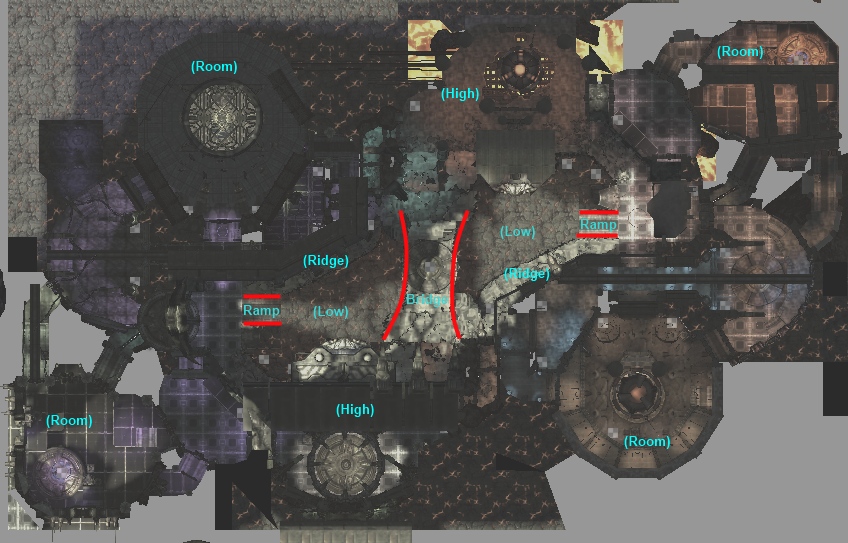 (Room)
(Room)
(High)
(Low)
Ramp
(Ridge)
(Ridge)
Bridge
Ramp
(Low)
(High)
(Room)
(Room)